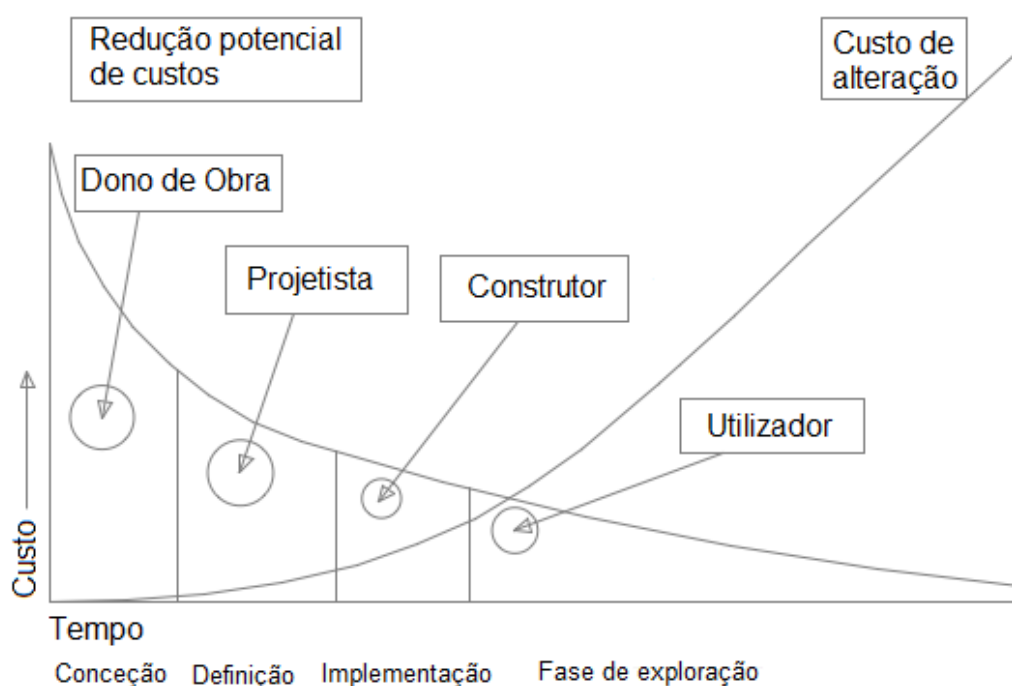 Redução potencial
de custos
Custo de
alteração
Dono de Obra
Projetista
Construtor
Utilizador
Custo
Tempo
Conceção Definição Implementação Fase de exploração